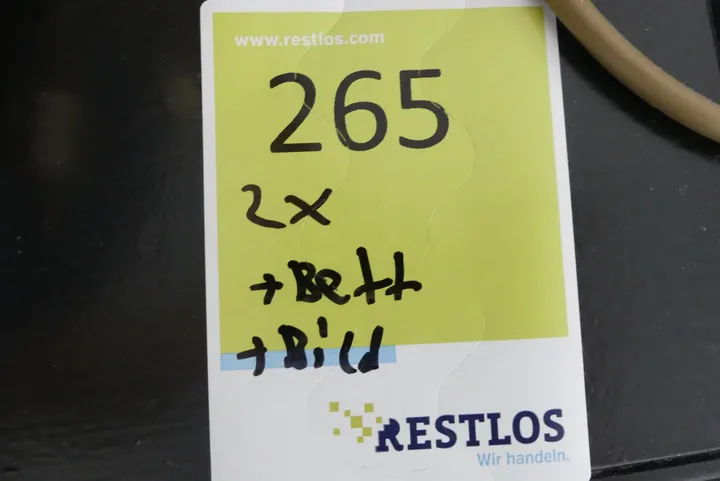 www.restlos.com
265
2x
+Bett
+Bild
RESTLOS
Wir handeln.